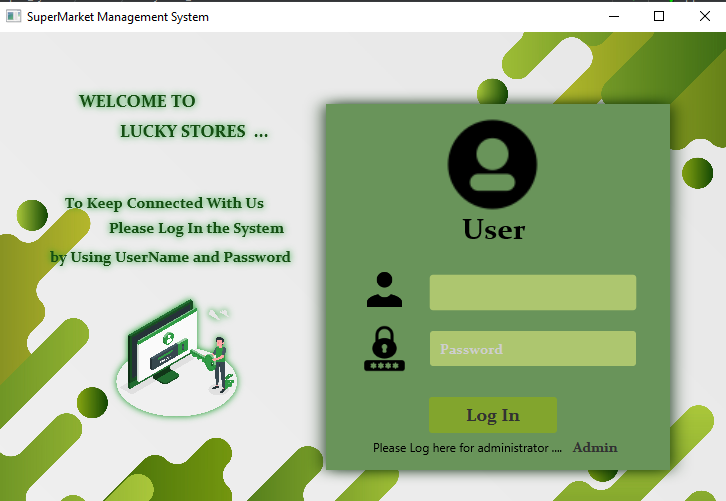 SuperMarket Management System
WELCOME TO
LUCKY STORES ...
To Keep Connected With Us
Please Log In the System
by Using UserName and Password
User
Password
****
Log In
Please Log here for administrator .... Admin